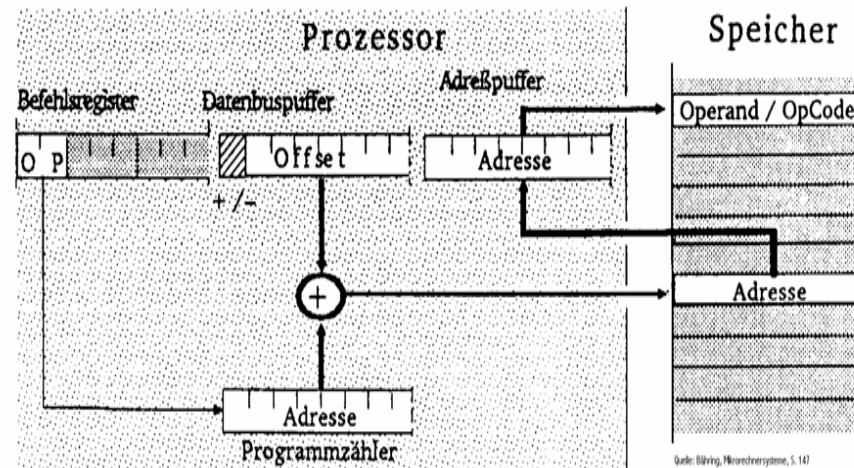 Prozessor
Speicher
Adreßpuffer
Befehlsregister
Datenbuspuffer
Operand / OpCode
O P
Offset
Adresse
+ / -
+
Adresse
Adresse
Programmzähler
Quelle: Bähring, Mikrorechnersysteme, S. 147